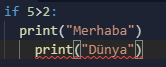 if 5>2:
  print("Merhaba")
    print("Dünya")